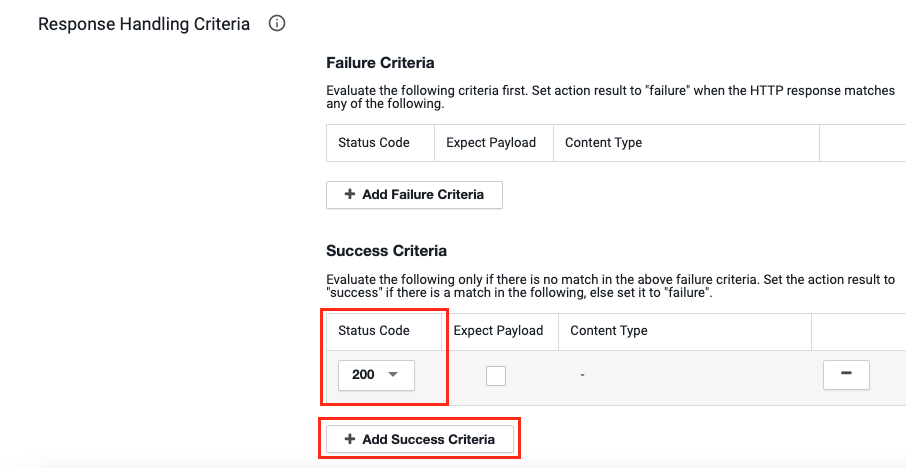 Response Handling Criteria
Failure Criteria
Evaluate the following criteria first. Set action result to "failure" when the HTTP response matches
any of the following.
Status Code Expect Payload Content Type
+ Add Failure Criteria
Success Criteria
Evaluate the following only if there is no match in the above failure criteria. Set the action result to
"success" if there is a match in the following, else set it to "failure".
Status Code Expect Payload Content Type
200 -
+ Add Success Criteria